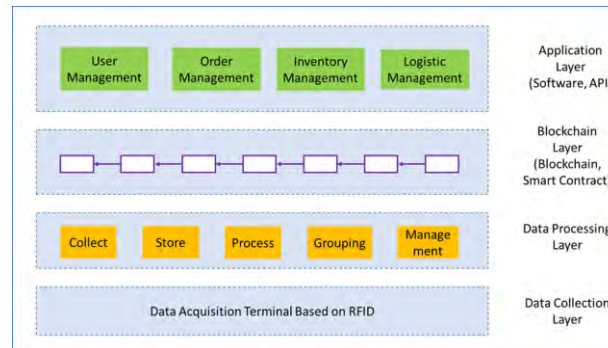 User
Management
Order
Management
Inventory
Management
Logistic
Management
Application
Layer
(Software, API
Blockchain
Layer
(Blockchain,
Smart Contract)
Collect
Store
Process
Grouping
Manage
ment
Data Processing
Layer
Data Acquisition Terminal Based on RFID
Data Collection
Layer